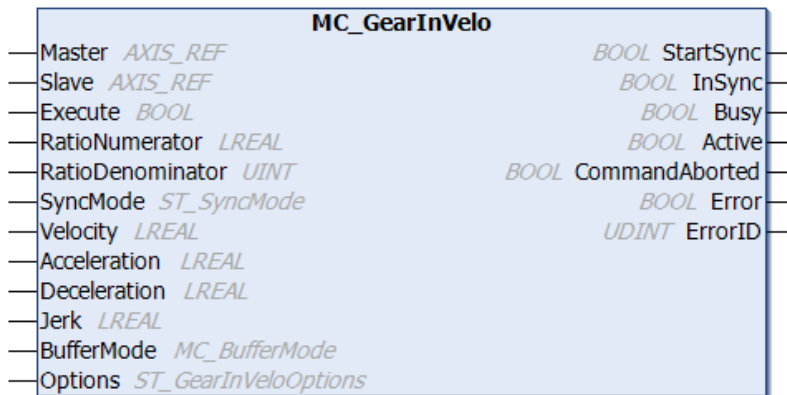 MC_GearInVelo
Master AXIS_REF BOOL StartSync
Slave AXIS_REF BOOL InSync
Execute BOOL BOOL Busy
RatioNumerator LREAL BOOL Active
RatioDenominator UINT BOOL CommandAborted
SyncMode ST_SyncMode BOOL Error
Velocity LREAL UDINT ErrorID
Acceleration LREAL
Deceleration LREAL
Jerk LREAL
BufferMode MC_BufferMode
Options ST_GearInVeloOptions